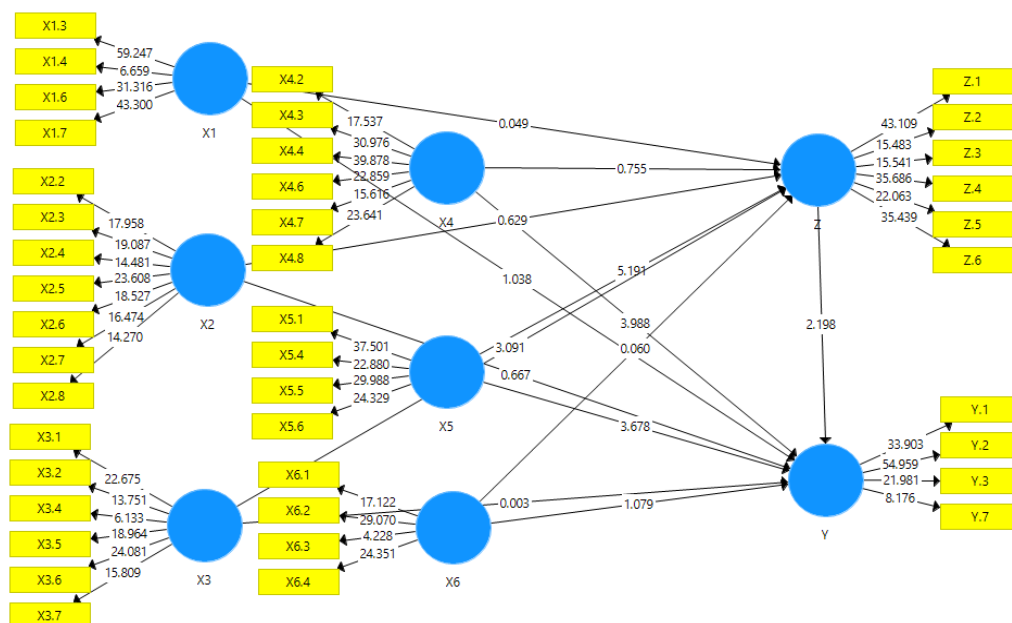 X1.3
X1.4
X1.6
X1.7
59.247
6.659
31.316
43.300
X1
X2.2
X2.3
X2.4
X2.5
X2.6
X2.7
X2.8
17.958
19.087
14.481
23.608
18.527
16.474
14.270
X2
X3.1
X3.2
X3.4
X3.5
X3.6
X3.7
22.675
13.751
6.133
18.964
24.081
15.809
X3
X4.2
X4.3
X4.4
X4.6
X4.7
X4.8
17.537
30.976
39.878
22.859
15.616
23.641
X4
X5.1
X5.4
X5.5
X5.6
37.501
22.880
29.988
24.329
X5
X6.1
X6.2
X6.3
X6.4
17.122
29.070
4.228
24.351
X6
0.049
0.755
0.629
5.191
1.038
3.988
0.060
3.091
0.667
3.678
0.003
1.079
2.198
Z
Z.1
Z.2
Z.3
Z.4
Z.5
Z.6
43.109
15.483
15.541
35.686
22.063
35.439
Y
Y.1
Y.2
Y.3
Y.7
33.903
54.959
21.981
8.176